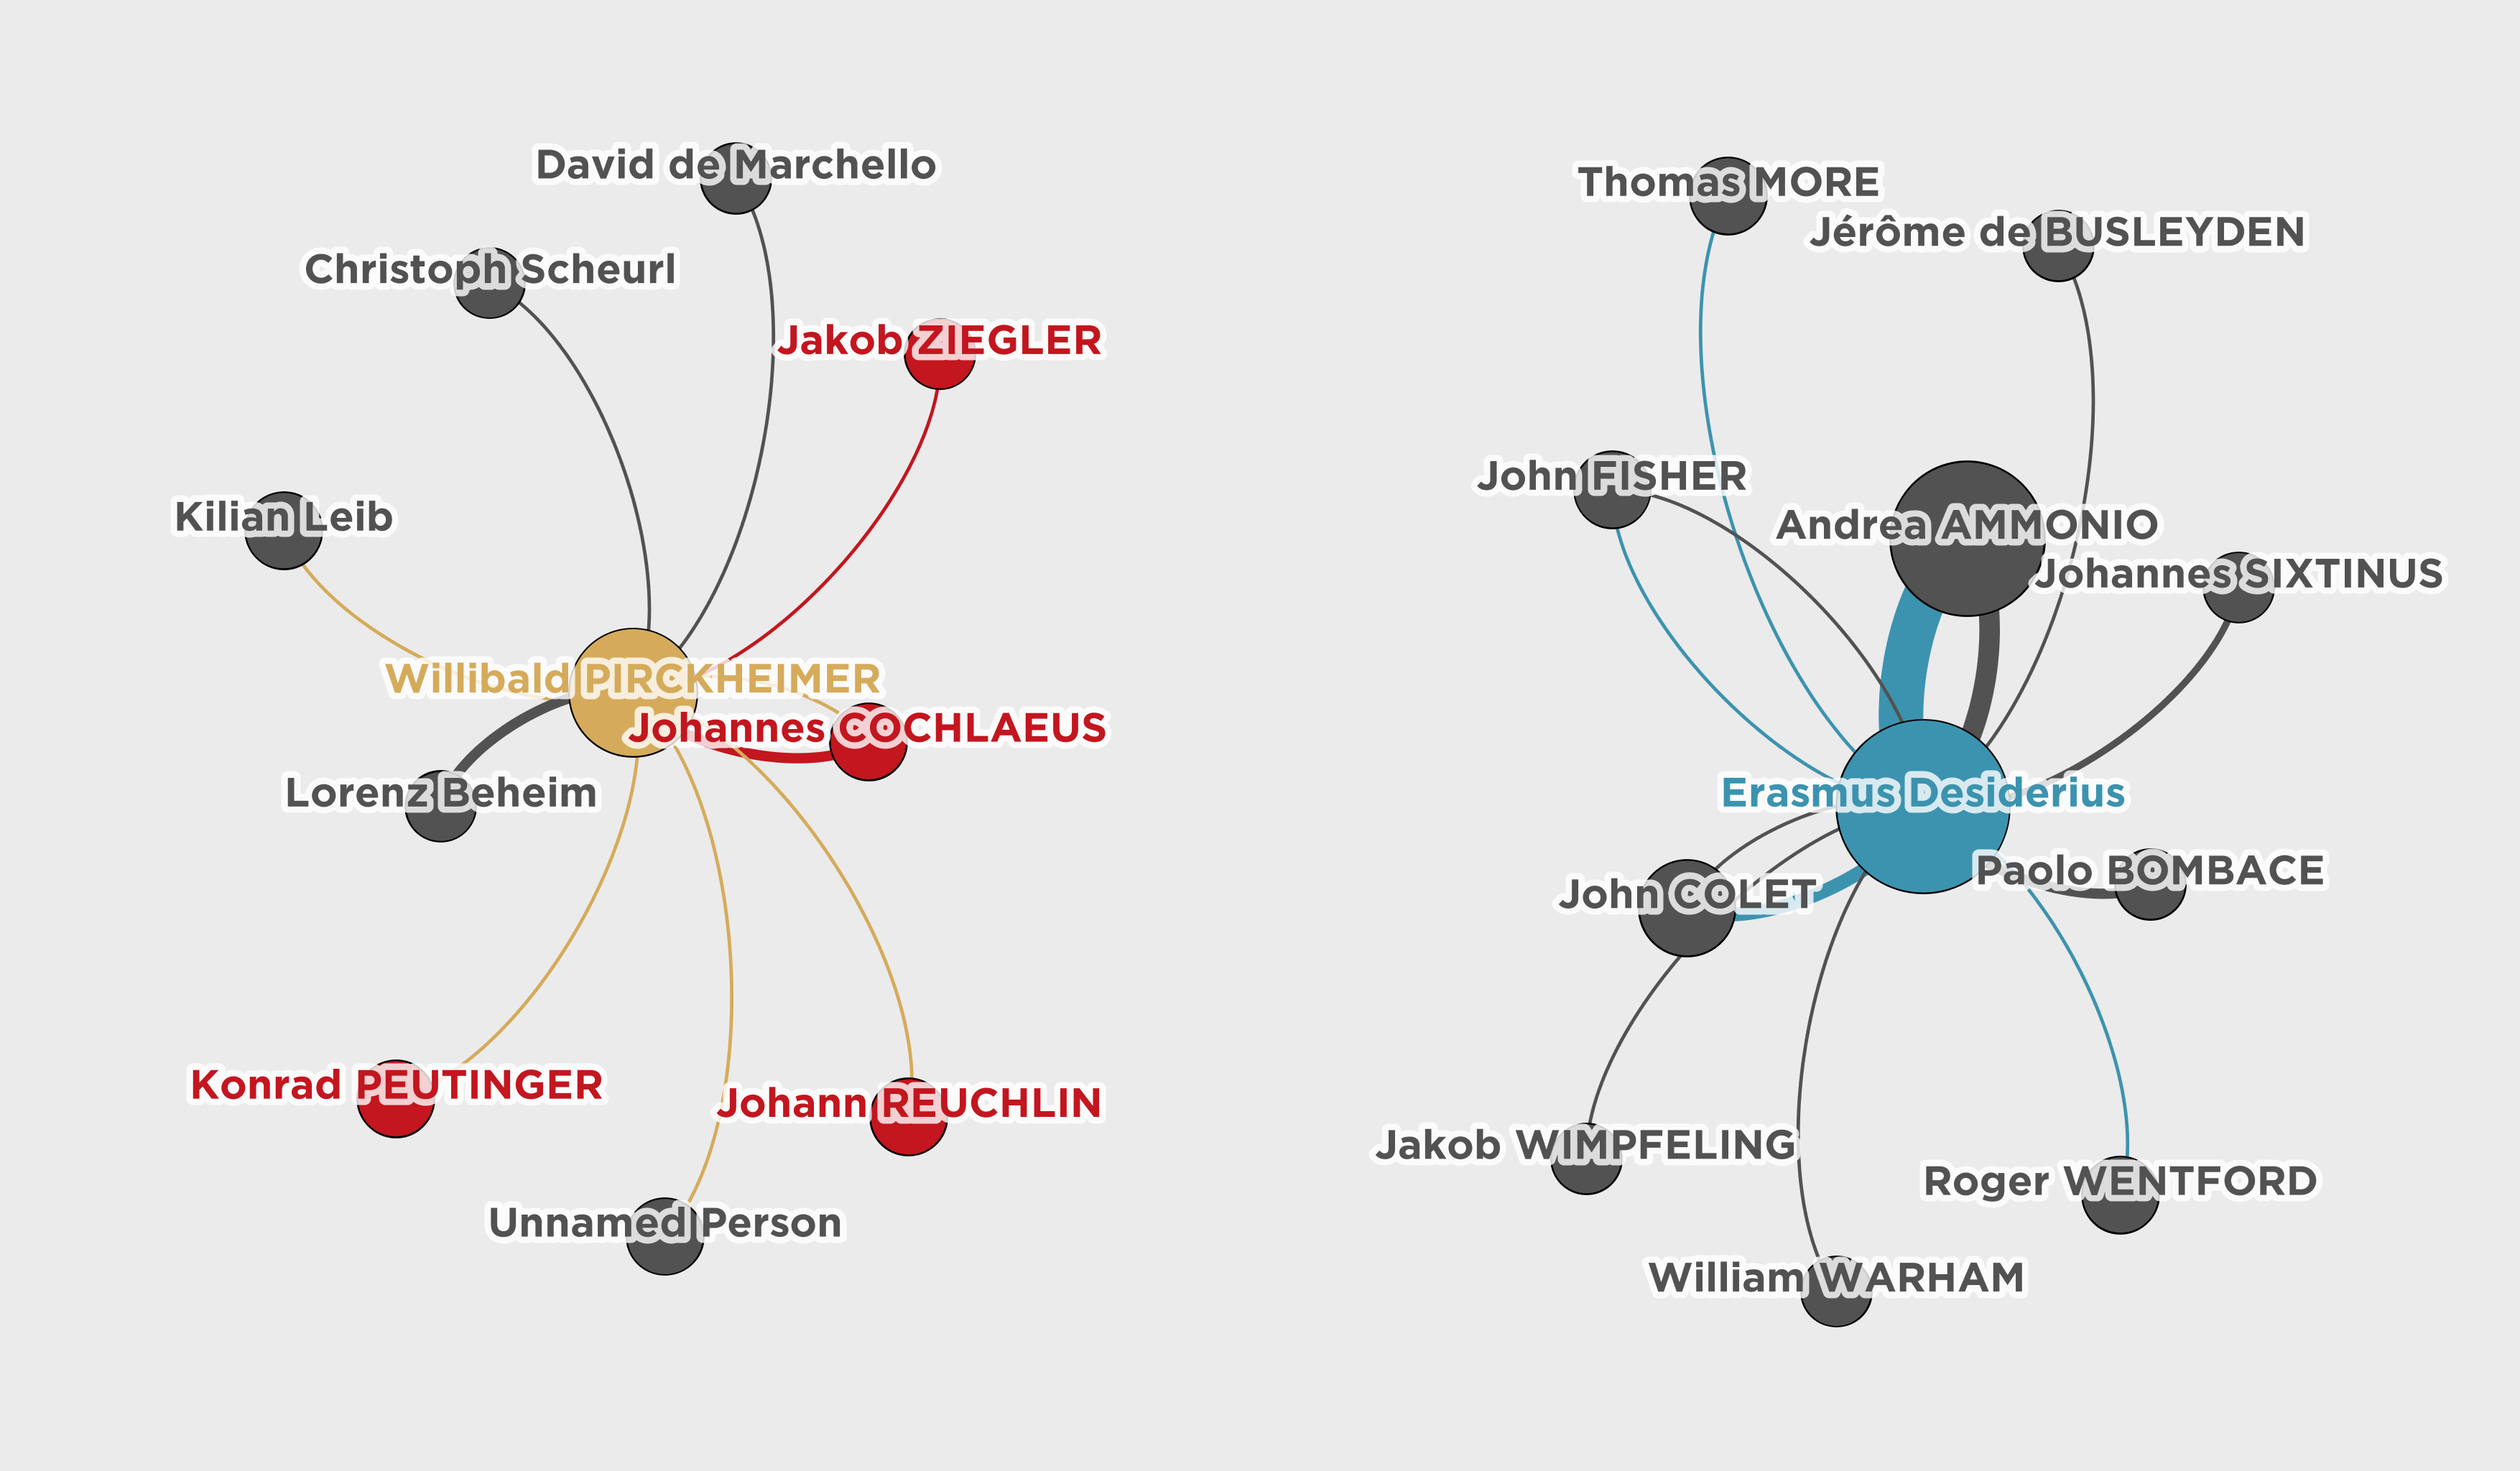 David de Marchello
Christoph Scheurl
Jakob ZIEGLER
Kilian Leib
Willibald PIRCKHEIMER
Johannes COCHLAEUS
Lorenz Beheim
Konrad PEUTINGER
Johann REUCHLIN
Unnamed Person
Thomas MORE
Jérôme de BUSLEYDEN
John FISHER
Andrea AMMONIO
Johannes SIXTINUS
Erasmus Desiderius
Paolo BOMBACE
John COLET
Jakob WIMPFELING
Roger WENTFORD
William WARHAM